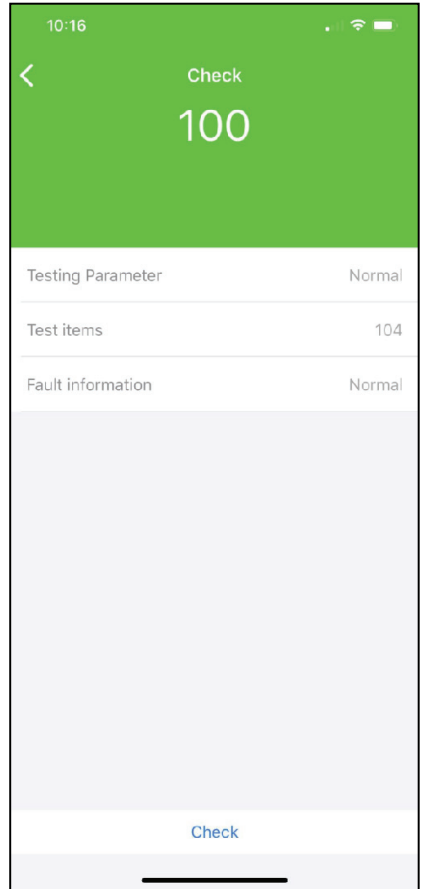 10:16
Check
100
Testing Parameter Normal
Test items 104
Fault information Normal
Check